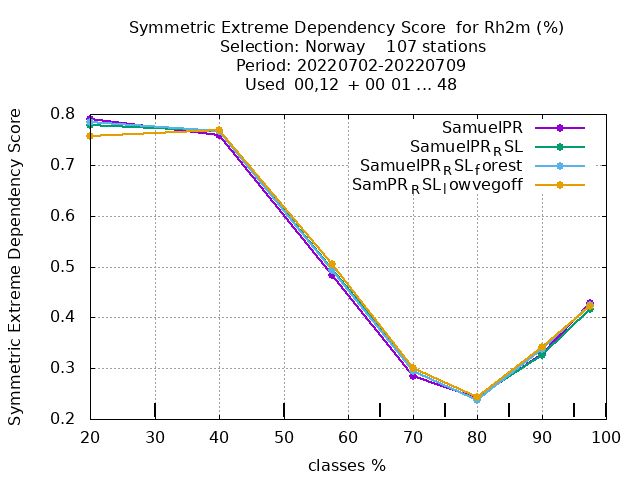 Symmetric Extreme Dependency Score  for Rh2m (%)
Selection: Norway    107 stations
Period: 20220702-20220709
Used  00,12  + 00 01 ... 48
Symmetric Extreme Dependency Score
0.8
0.7
0.6
0.5
0.4
0.3
0.2
SamuelPR
SamuelPR_RSL
SamuelPR_RSL_forest
SamPR_RSL_lowvegoff
20 30 40 50 60 70 80 90 100
classes %